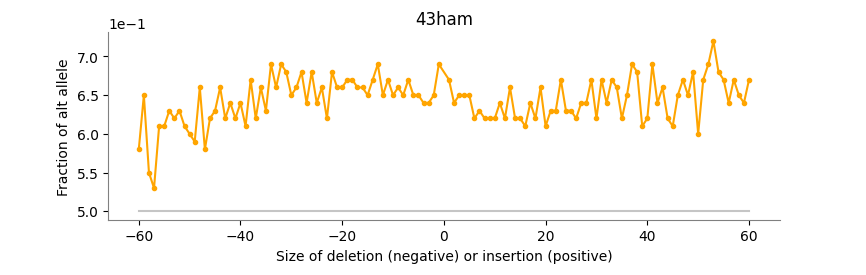 43ham
1e−1
7.0
6.5
6.0
5.5
5.0
Fraction of alt allele
−60 −40 −20 0 20 40 60
Size of deletion (negative) or insertion (positive)